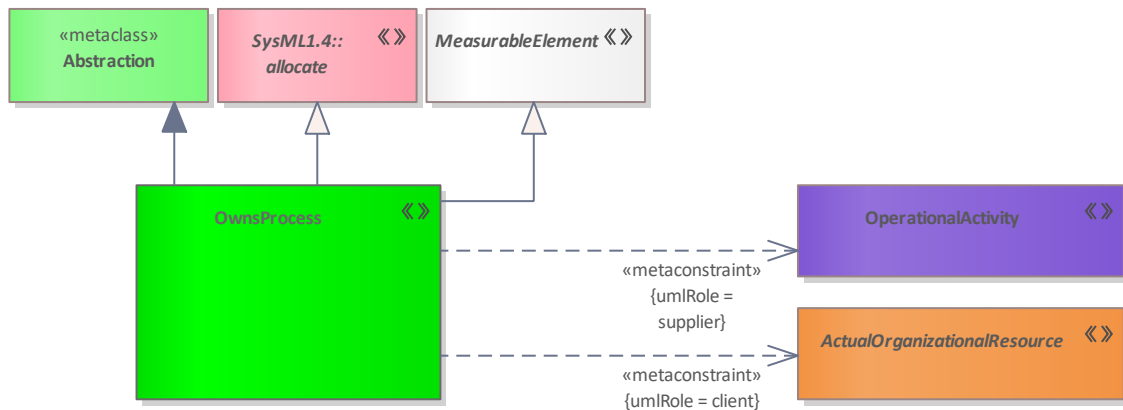 «metaclass»
Abstraction
SysML1.4::
allocate
«»
MeasurableElement «»
OwnsProcess «»
OperationalActivity «»
«metaconstraint»
{umlRole =
supplier}
ActualOrganizationalResource «»
«metaconstraint»
{umlRole = client}